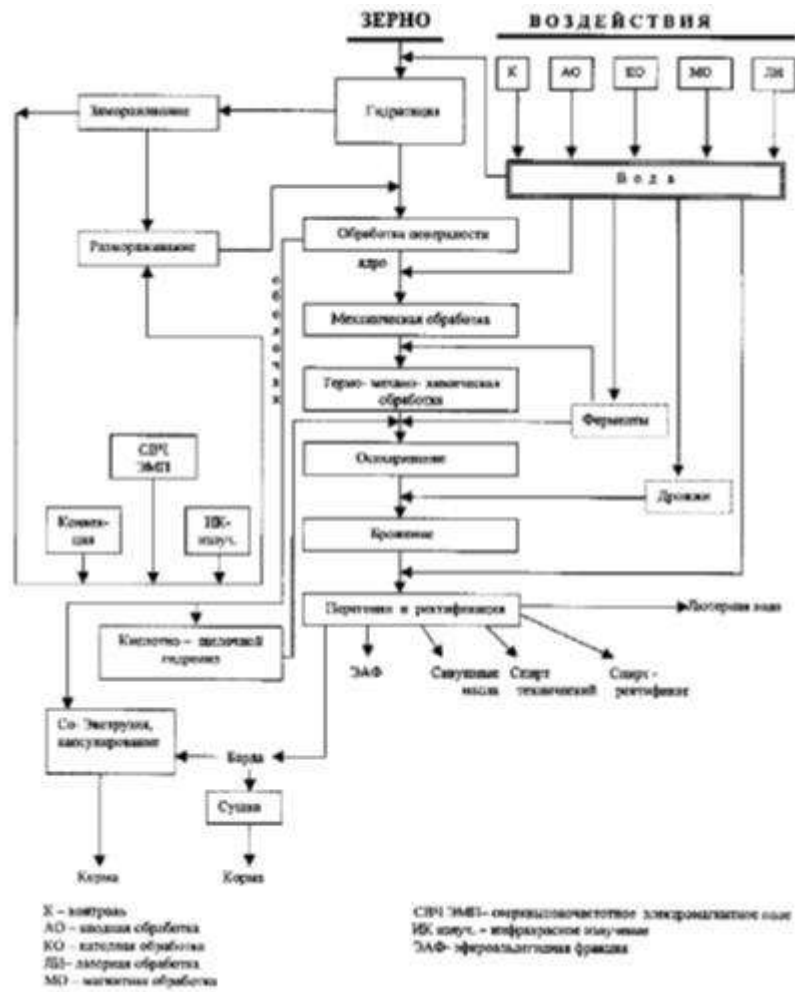 ЗЕРНО
ВОЗДЕЙСТВИЯ
К
АО
КО
МО
ЛИ
Замораживание
Гидратация
Вода
Размораживание
Обработка поверхности
ядро
оболочка
Механическая обработка
Термо- механо- химическая
обработка
Ферменты
СВЧ
ЭМП
Осахаривание
Дрожжи
Конвек-
ция
ИК-
излуч.
Брожение
Перегонка и ректификация
Лютерная вода
Кислотно – щелочной
гидролиз
ЭАФ
Сивушные
масла
Спирт
технический
Спирт -
ректификат
Со- Экструзия,
капсулирование
Барда
Сушка
Корма
Корма
К – контроль
АО –
обработка
КО –
обработка
ЛИ– лазерная обработка
МО – магнитная обработка
СВЧ ЭМП– сверхвысокочастотное электромагнитное поле
ИК излуч. – инфракрасное излучение
ЭАФ- эфироальдегидная фракция